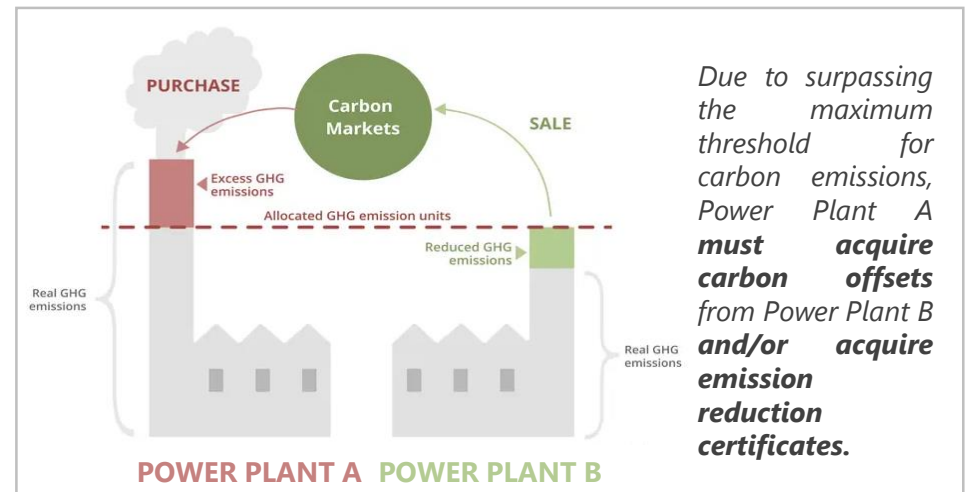 PURCHASE
Carbon
Markets
SALE
Excess GHG
emissions
Allocated GHG emission units
Reduced GHG
emissions
Real GHG
emissions
Real GHG
emissions
POWER PLANT A
POWER PLANT B
Due to surpassing
the maximum
threshold for
carbon emissions,
Power Plant A
must acquire
carbon offsets
from Power Plant B
and/or acquire
emission
reduction
certificates.